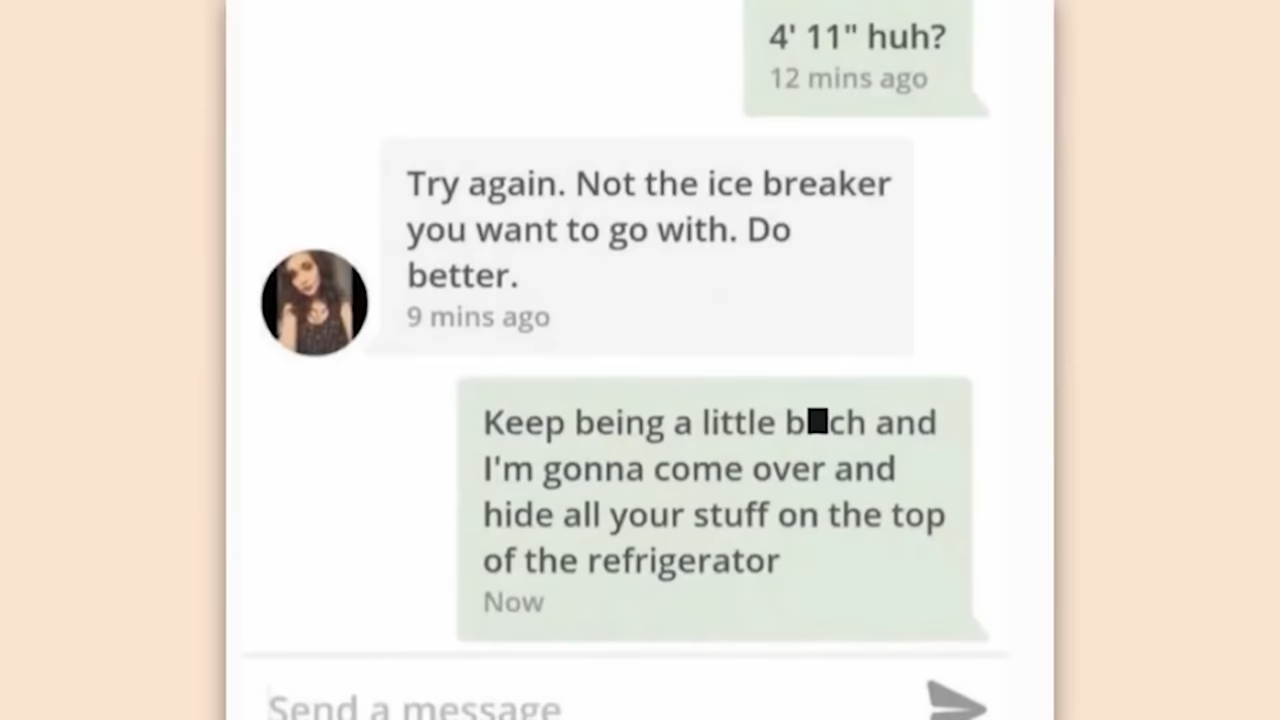 4' 11" huh?
12 mins ago
Try again. Not the ice breaker
you want to go with. Do
better.
9 mins ago
Keep being a little b■ch and
I'm gonna come over and
hide all your stuff on the top
of the refrigerator
Now
Send a message